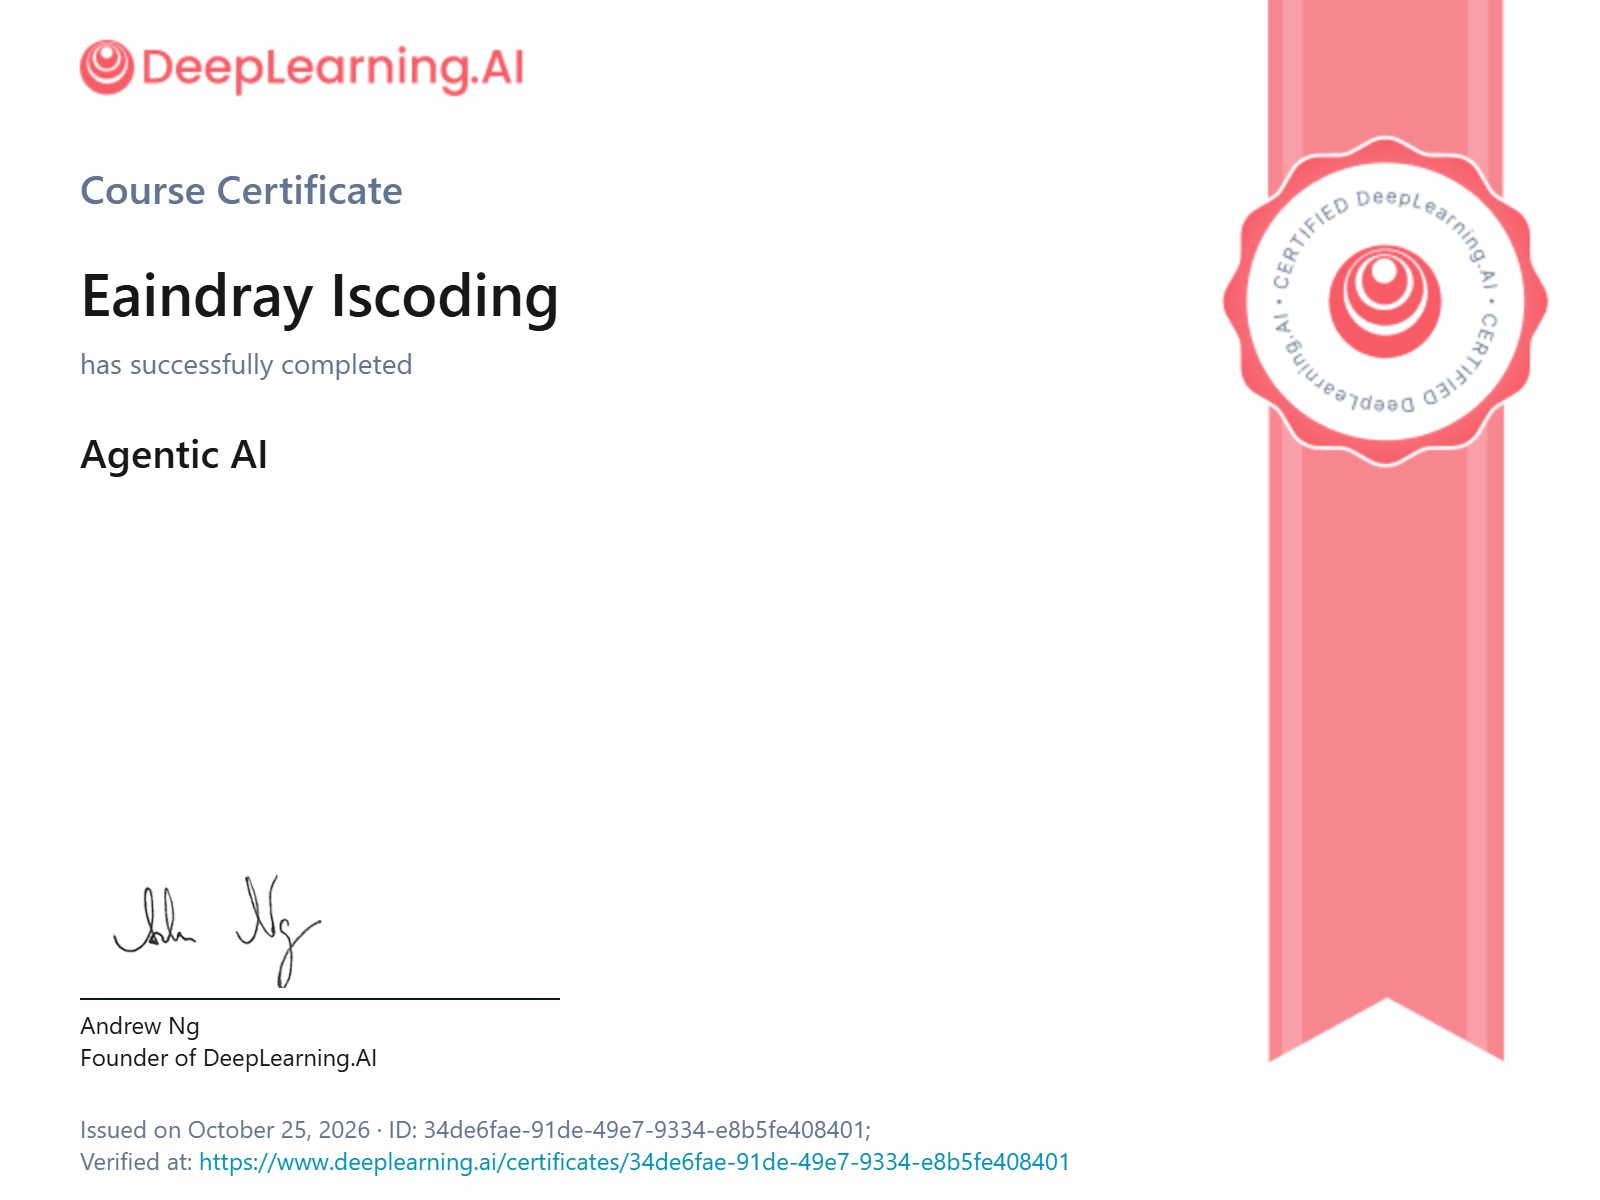 DeepLearning.AI
Course Certificate
Eaindray Iscoding
has successfully completed
Agentic AI
CERTIFIED DeepLearning.AI • CERTIFIED DeepLearning.AI •
Andrew Ng
Andrew Ng
Founder of DeepLearning.AI
Issued on October 25, 2026 · ID: 34de6fae-91de-49e7-9334-e8b5fe408401;
Verified at: https://www.deeplearning.ai/certificates/34de6fae-91de-49e7-9334-e8b5fe408401